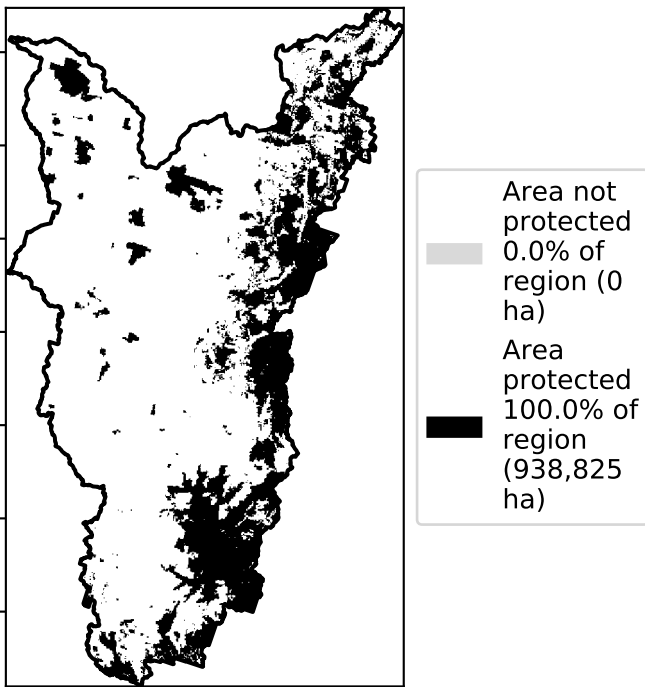 Area not
protected
0.0% of
region (0
ha)
Area
protected
100.0% of
region
(938,825
ha)